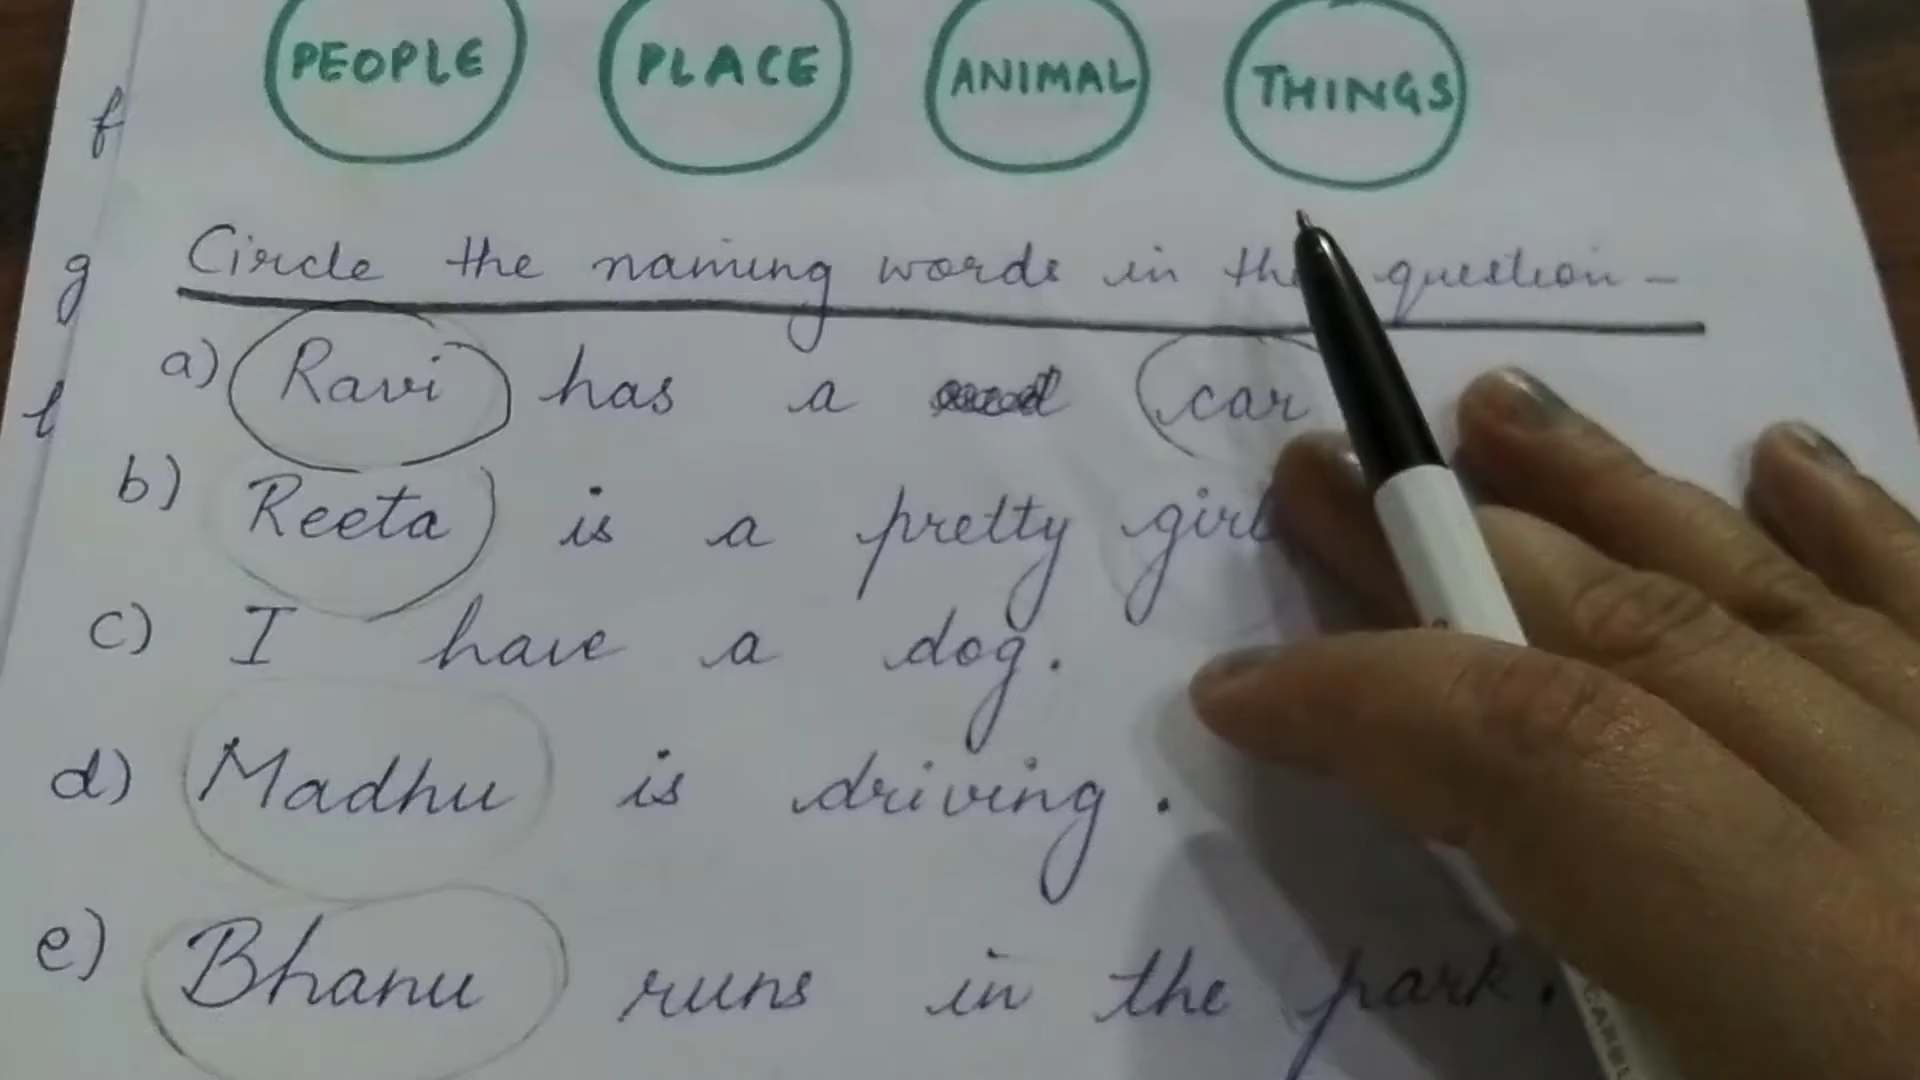 PEOPLE PLACE ANIMAL THINGS
f
g Circle the naming words in the question -
l
a) Ravi has a car
b) Reeta is a pretty girl
c) I have a dog.
d) Madhu is driving.
e) Bhanu runs in the park.